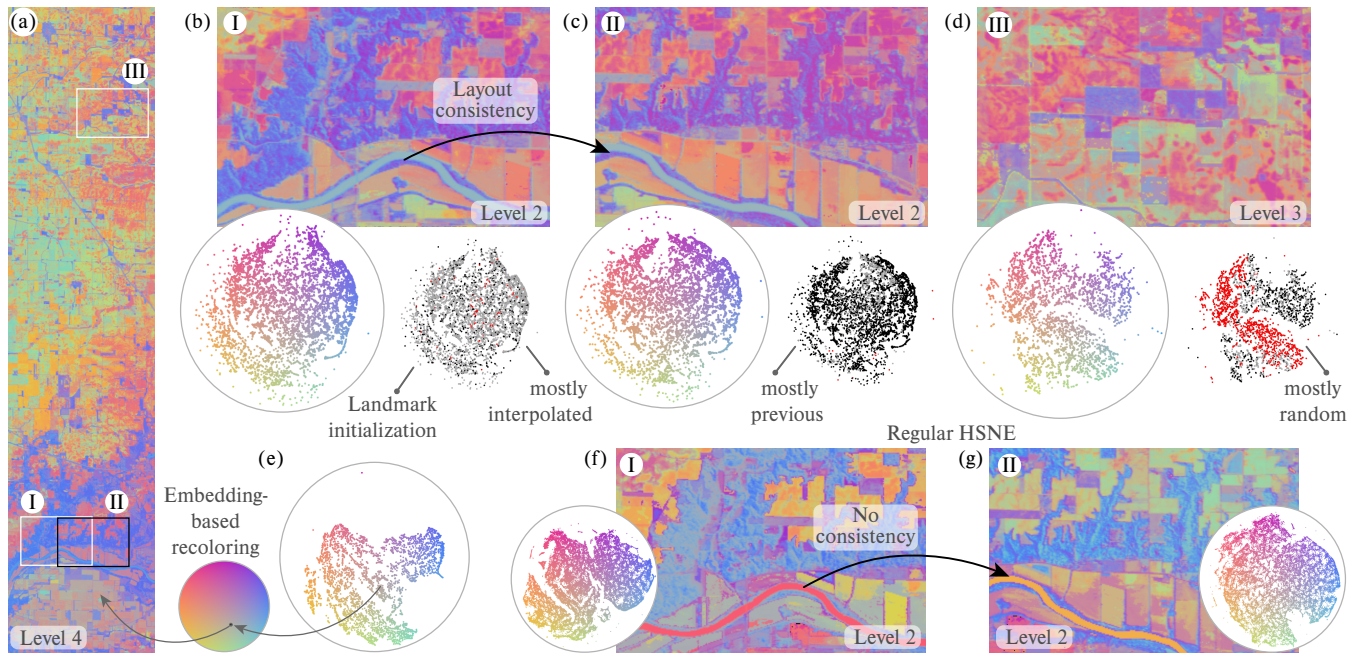 (a)
III
Level 4
I
II
(b)
I
Layout
consistency
Level 2
Landmark
initialization
mostly
interpolated
(c)
II
Level 2
mostly
previous
(d)
III
Level 3
mostly
random
(e)
Embedding-
based
recoloring
Regular HSNE
(f)
I
No
consistency
Level 2
(g)
II
Level 2